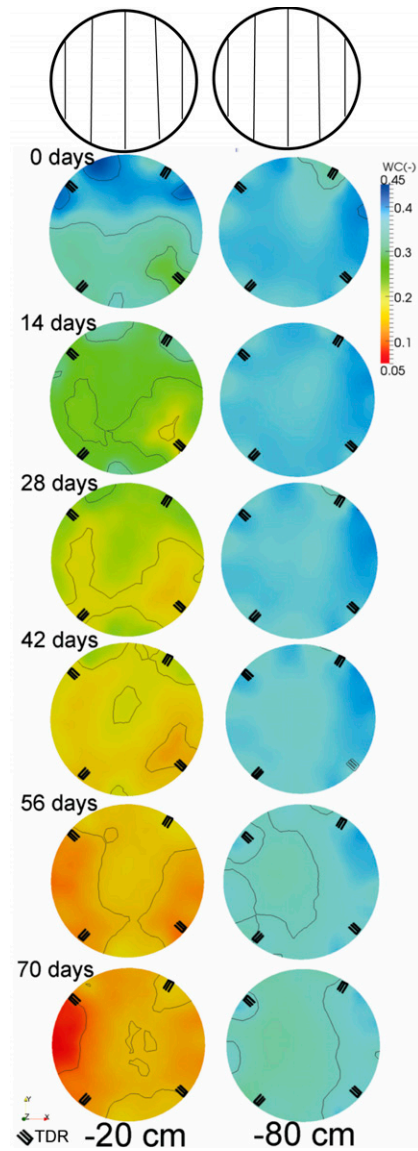 0 days
WC(-)
0.45
0.4
0.3
0.2
0.1
0.05
14 days
28 days
42 days
56 days
70 days
Y
Z X
TDR -20 cm -80 cm